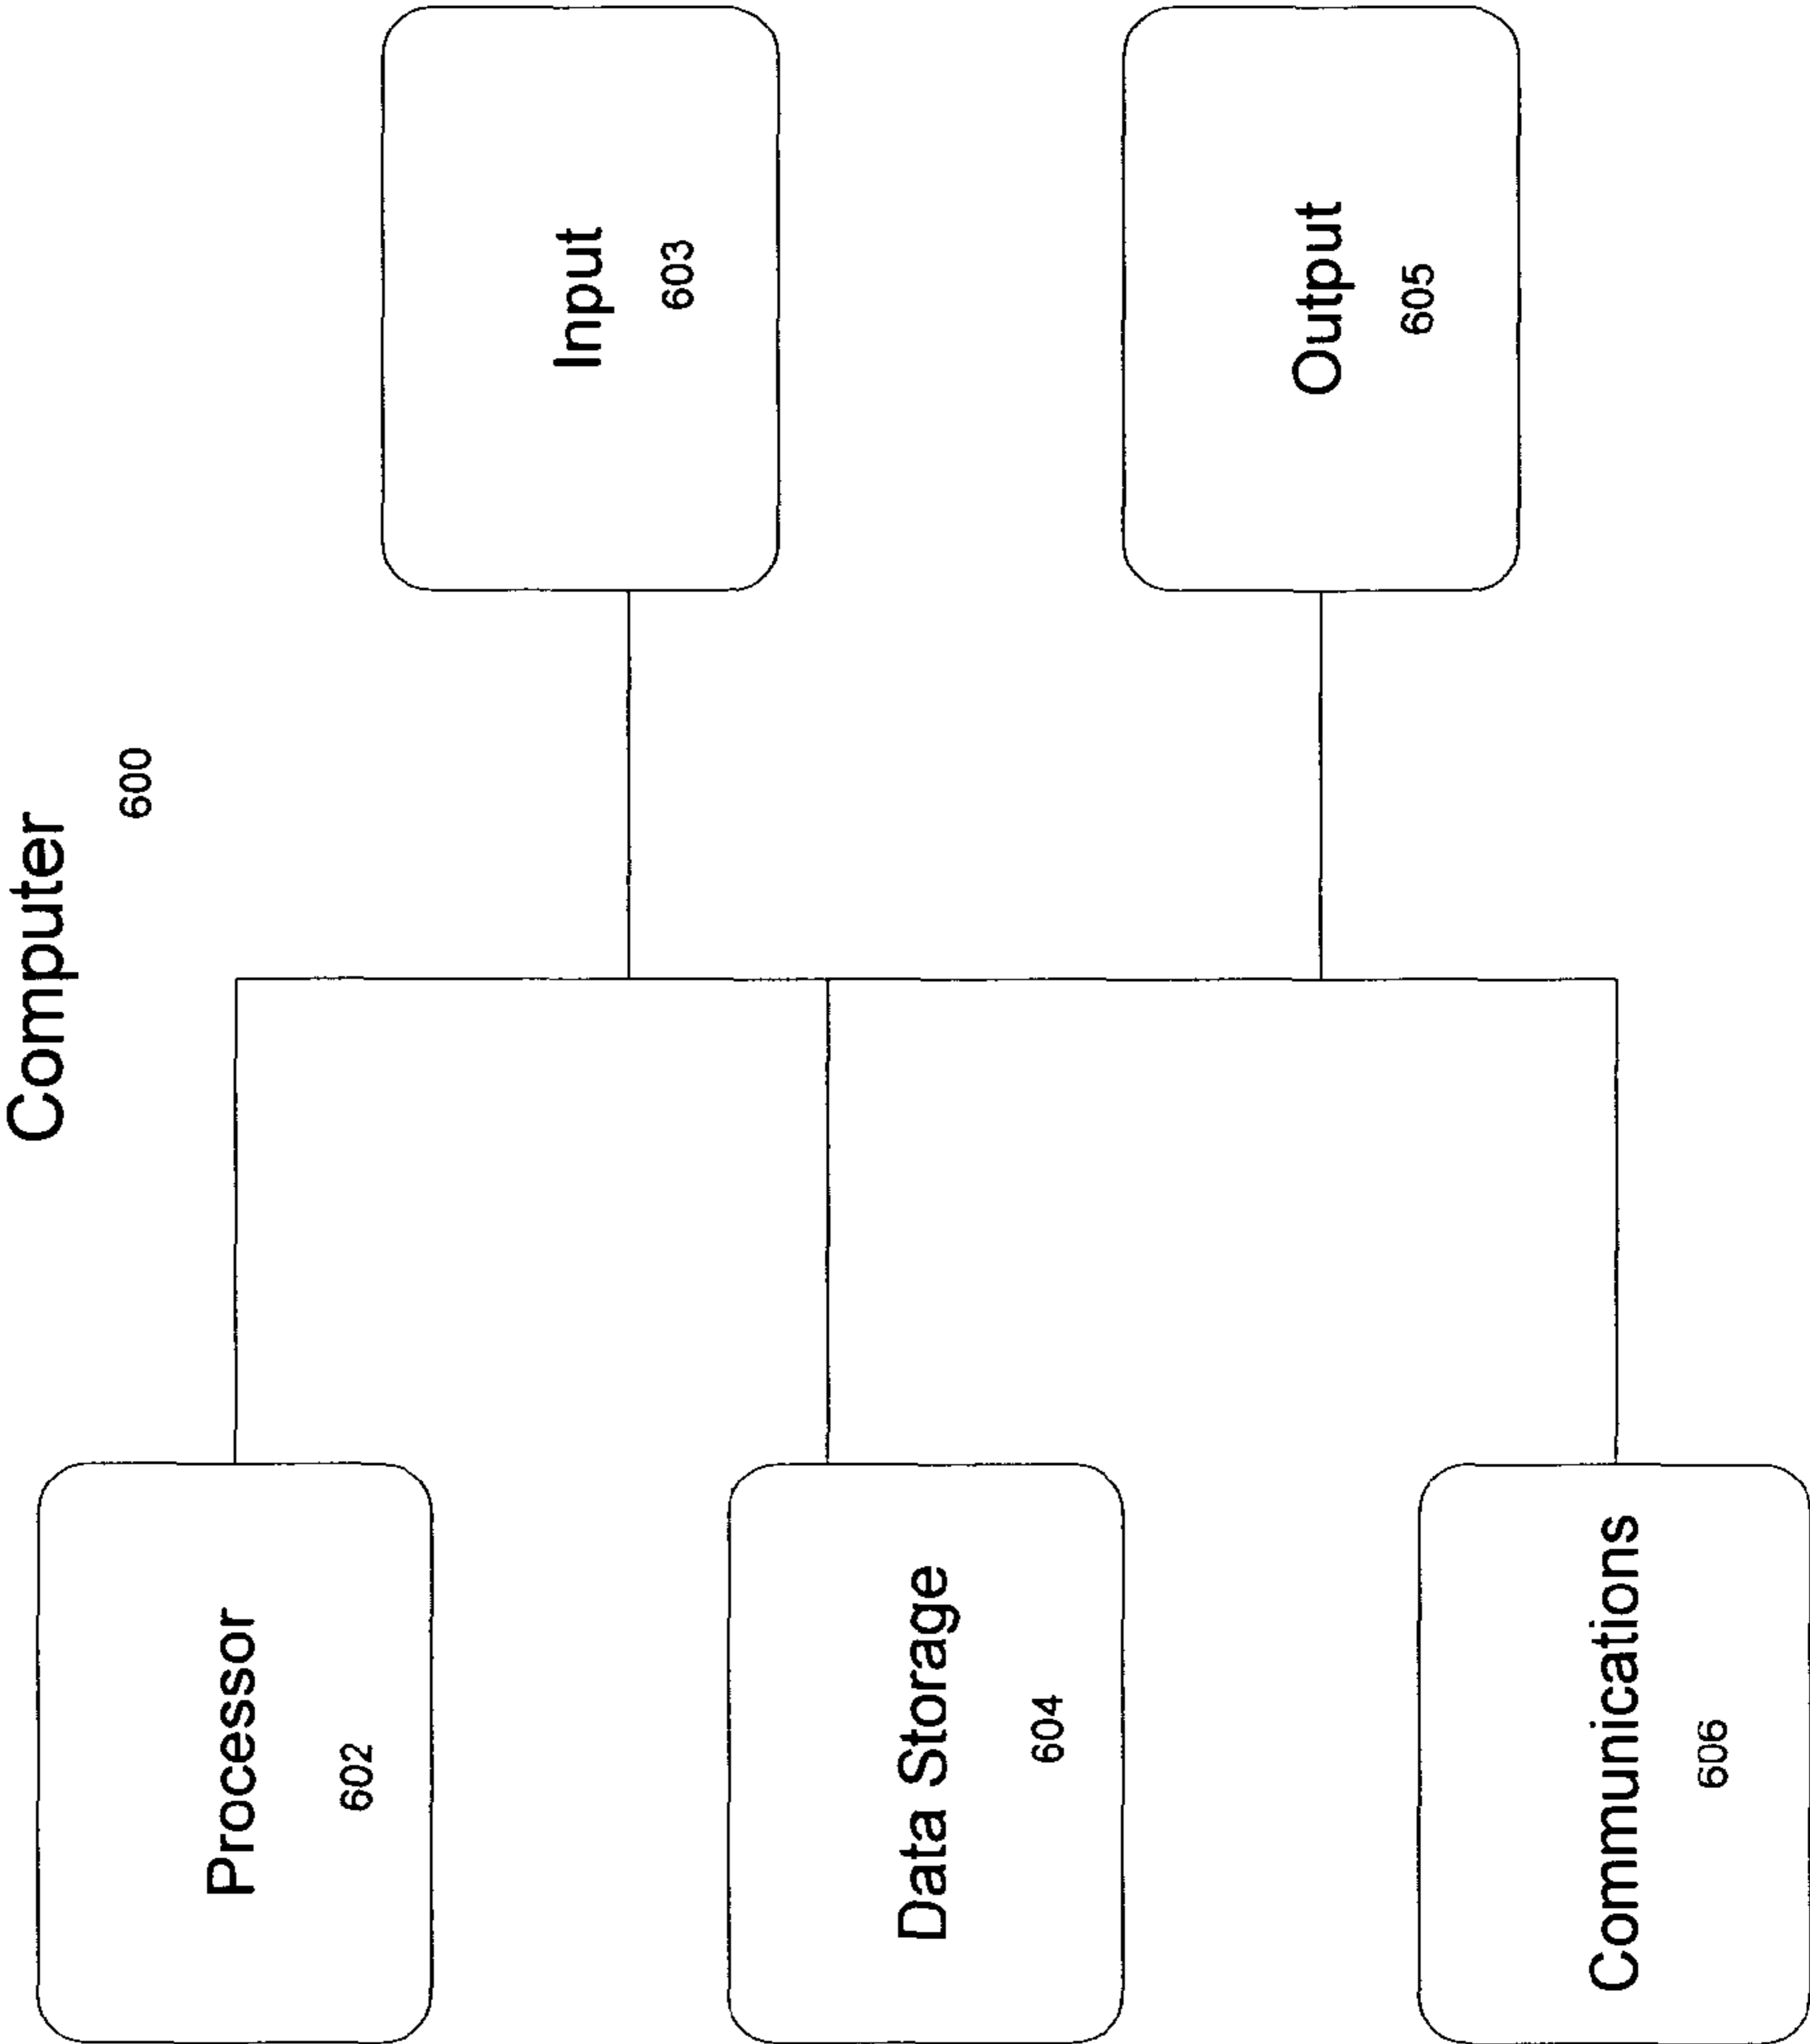 Computer
600
Processor
602
Input
603
Data Storage
604
Output
605
Communications
606